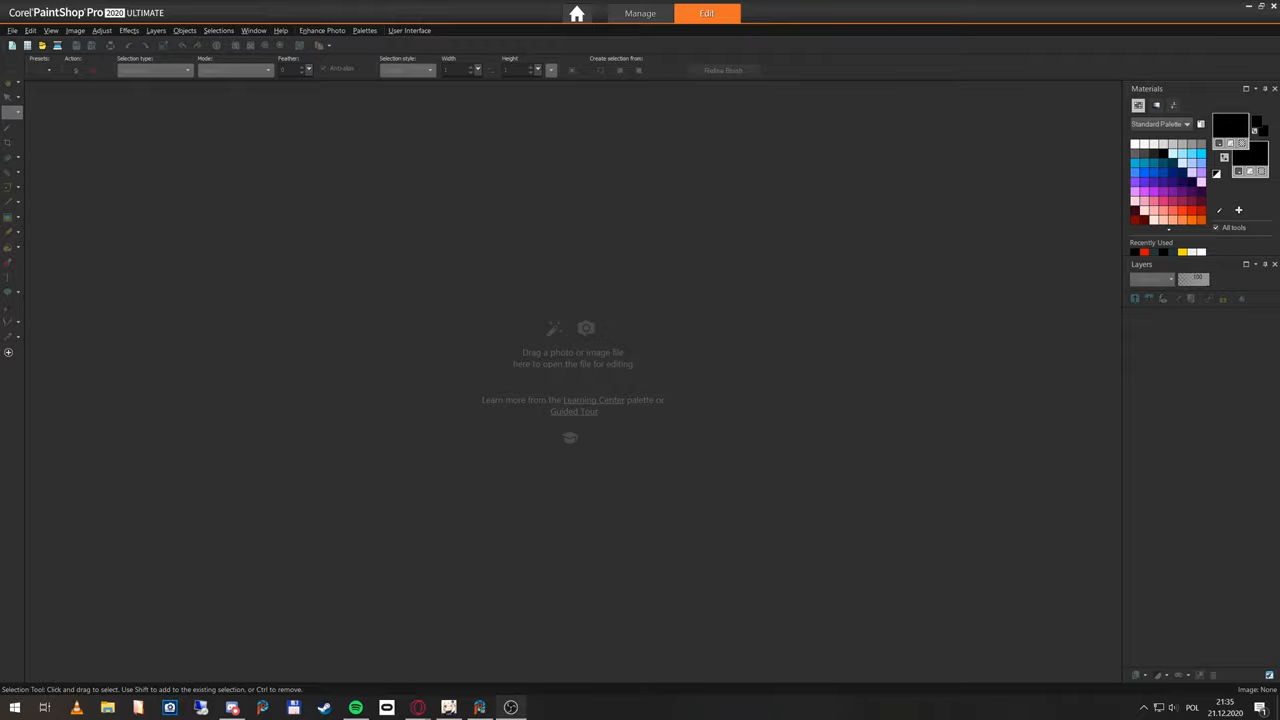 Corel PaintShop Pro 2020 ULTIMATE
Manage
Edit
File Edit View Image Adjust Effects Layers Objects Selections Window Help Enhance Photo Palettes User Interface
Presets: Action: Selection type: Mode: Feather: Selection style: Width Height Create selection from:
0 Anti-alias 1 1 Refine Brush
Materials
Standard Palette
All tools
Recently Used
Layers
100
Drag a photo or image file
here to open the file for editing
Learn more from the Learning Center palette or
Guided Tour
Selection Tool: Click and drag to select. Use Shift to add to the existing selection, or Ctrl to remove.
Image: None
POL
21:35
21.12.2020
1